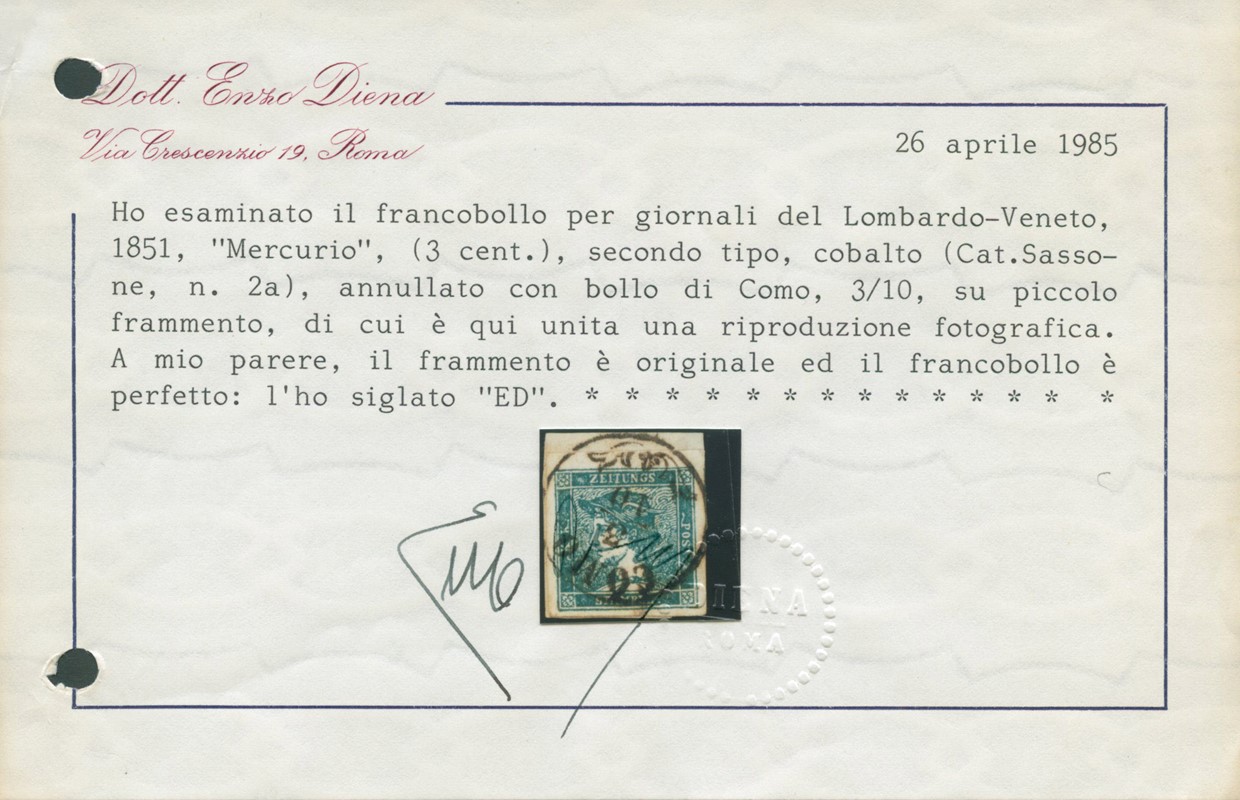 Dott. Enzo Diena
Via Crescenzio 19, Roma
26 aprile 1985
Ho esaminato il francobollo per giornali del Lombardo-Veneto,
1851, "Mercurio", (3 cent.), secondo tipo, cobalto (Cat.Sasso-
ne, n. 2a), annullato con bollo di Como, 3/10, su piccolo
frammento, di cui è qui unita una riproduzione fotografica.
A mio parere, il frammento è originale ed il francobollo è
perfetto: l'ho siglato "ED". * * * * * * * * * * * * * *
ZEITUNGS
POST
DIENA
ROMA